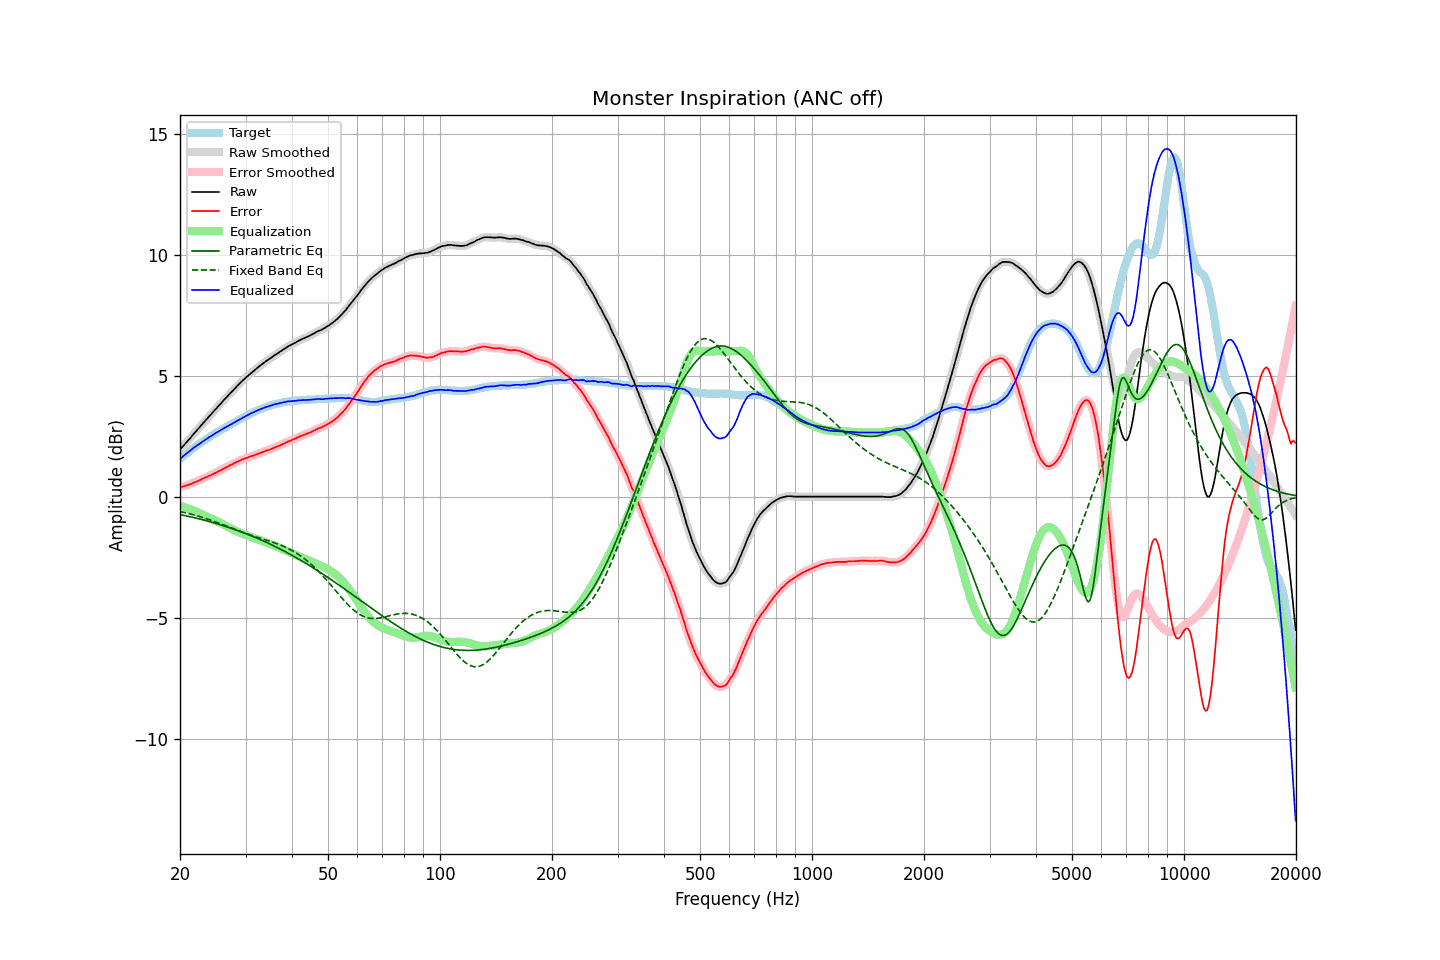 Monster Inspiration (ANC off)
Target
Raw Smoothed
Error Smoothed
Raw
Error
Equalization
Parametric Eq
Fixed Band Eq
Equalized
Amplitude (dBr)
15
10
5
0
−5
−10
20 50 100 200 500 1000 2000 5000 10000 20000
Frequency (Hz)